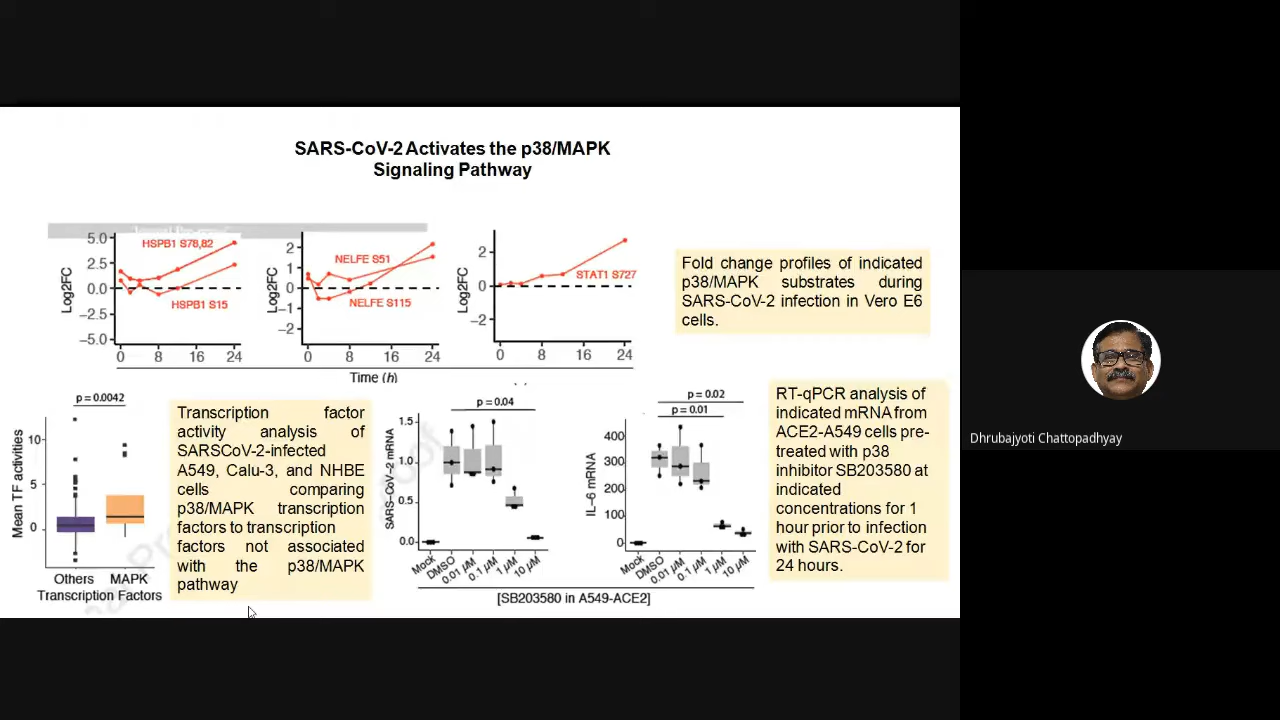 SARS-CoV-2 Activates the p38/MAPK
Signaling Pathway
5.0
2.5
0.0
−2.5
−5.0
Log2FC
HSPB1 S78,82
HSPB1 S15
0 8 16 24
2
1
0
−1
−2
Log2FC
NELFE S51
NELFE S115
0 8 16 24
2
0
−2
Log2FC
STAT1 S727
0 8 16 24
Time (h)
Fold change profiles of indicated
p38/MAPK substrates during
SARS-CoV-2 infection in Vero E6
cells.
p = 0.0042
Mean TF activities
10
5
0
Others MAPK
Transcription Factors
Transcription factor
activity analysis of
SARSCoV-2-infected
A549, Calu-3, and NHBE
cells comparing
p38/MAPK transcription
factors to transcription
factors not associated
with the p38/MAPK
pathway
p = 0.04
SARS-CoV-2 mRNA
1.5
1.0
0.5
0.0
Mock DMSO 0.01 µM 0.1 µM 1 µM 10 µM
p = 0.02
p = 0.01
IL-6 mRNA
400
300
200
100
0
Mock DMSO 0.01 µM 0.1 µM 1 µM 10 µM
[SB203580 in A549-ACE2]
RT-qPCR analysis of
indicated mRNA from
ACE2-A549 cells pre-
treated with p38
inhibitor SB203580 at
indicated
concentrations for 1
hour prior to infection
with SARS-CoV-2 for
24 hours.
Dhrubajyoti Chattopadhyay